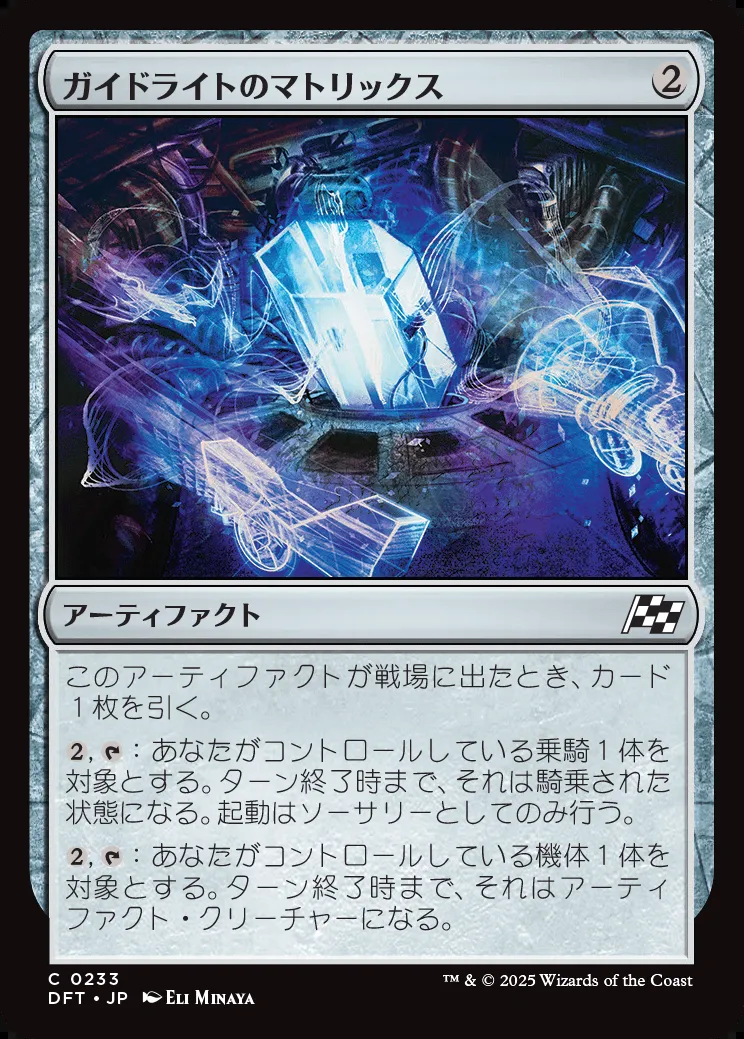 ガイドライトのマトリックス 2
アーティファクト
このアーティファクトが戦場に出たとき、カード
１枚を引く。
2, ：あなたがコントロールしている乗騎１体を
対象とする。ターン終了時まで、それは騎乗された
状態になる。起動はソーサリーとしてのみ行う。
2, ：あなたがコントロールしている機体１体を
対象とする。ターン終了時まで、それはアーティ
ファクト・クリーチャーになる。
C 0233
DFT • JP Eli Minaya
™ & © 2025 Wizards of the Coast